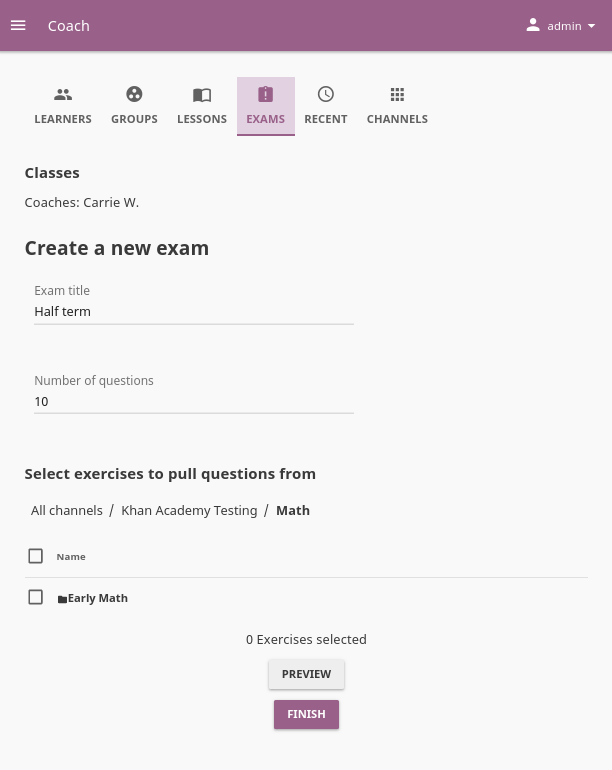 Coach
admin
LEARNERS GROUPS LESSONS EXAMS RECENT CHANNELS
Classes
Coaches: Carrie W.
Create a new exam
Exam title
Half term
Number of questions
10
Select exercises to pull questions from
All channels / Khan Academy Testing / Math
Name
Early Math
0 Exercises selected
PREVIEW
FINISH